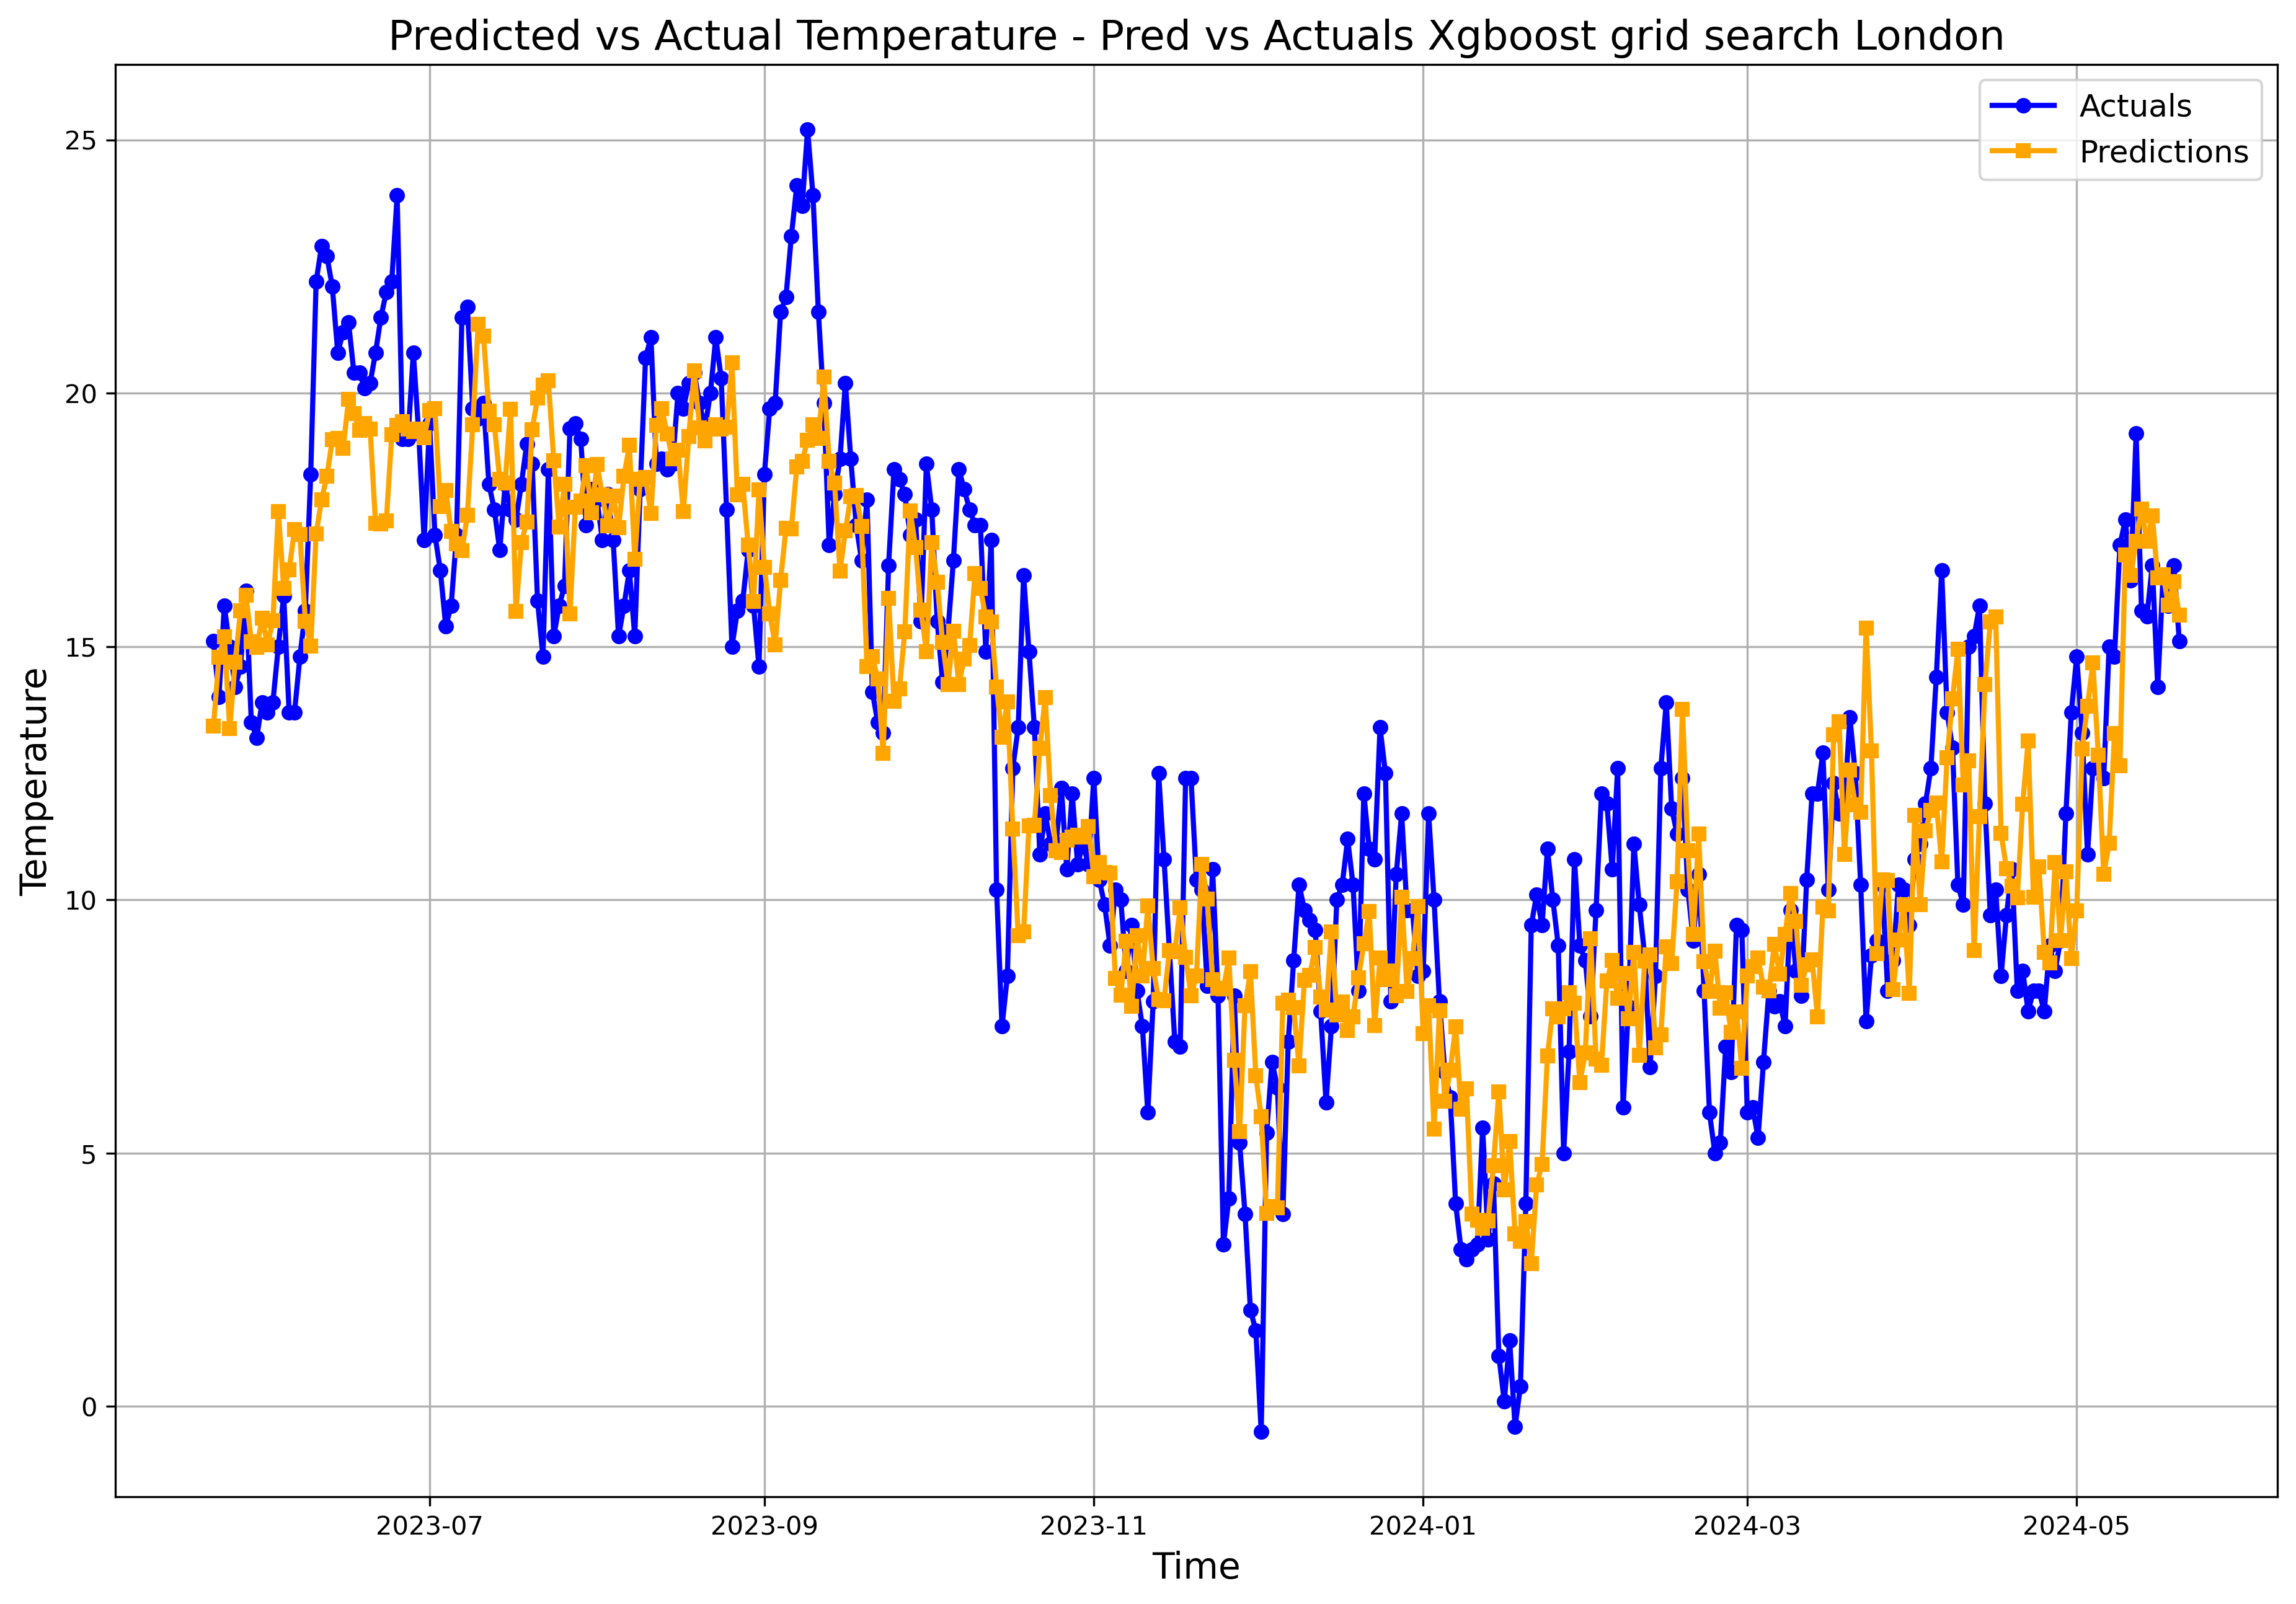 Predicted vs Actual Temperature - Pred vs Actuals Xgboost grid search London
Actuals
Predictions
Temperature
25
20
15
10
5
0
2023-07
2023-09
2023-11
2024-01
2024-03
2024-05
Time